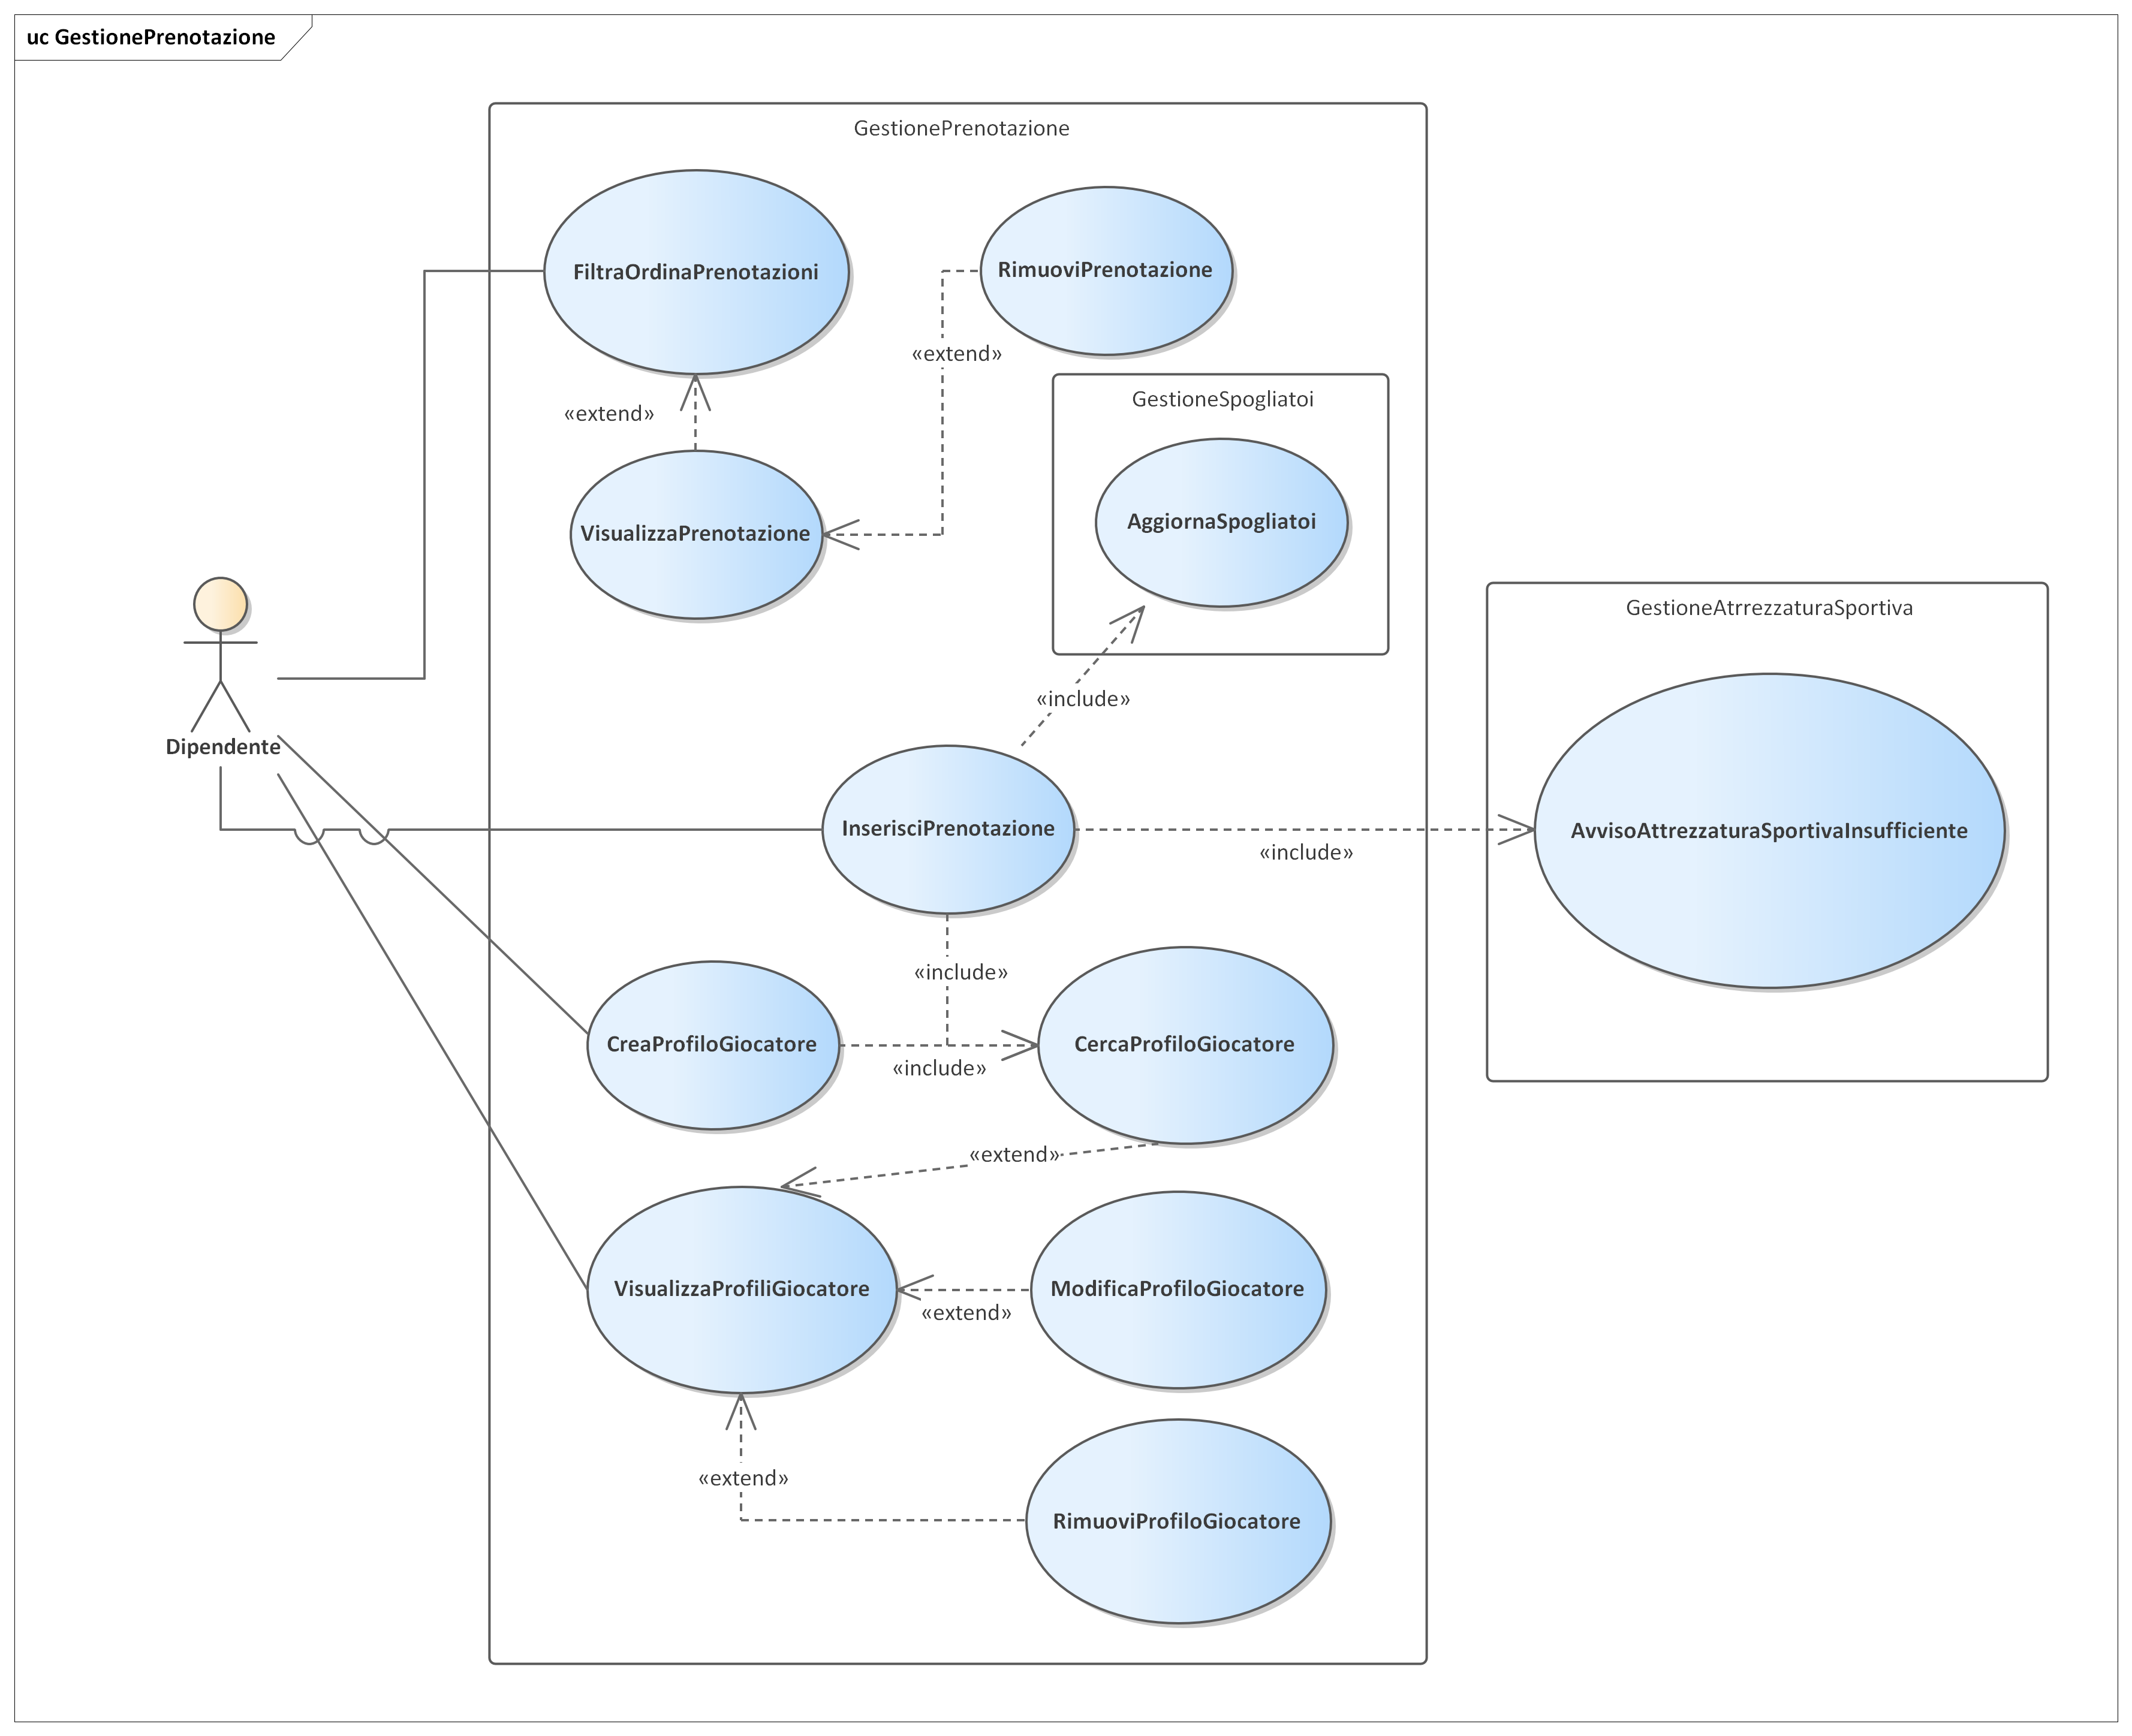 uc GestionePrenotazione
GestionePrenotazione
FiltraOrdinaPrenotazioni
RimuoviPrenotazione
«extend»
GestioneSpogliatoi
«extend»
AggiornaSpogliatoi
VisualizzaPrenotazione
GestioneAtrrezzaturaSportiva
«include»
Dipendente
InserisciPrenotazione
AvvisoAttrezzaturaSportivaInsufficiente
«include»
«include»
CreaProfiloGiocatore
CercaProfiloGiocatore
«include»
«extend»
VisualizzaProfiliGiocatore
ModificaProfiloGiocatore
«extend»
«extend»
RimuoviProfiloGiocatore